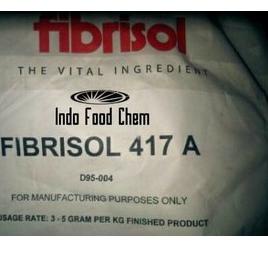 fibrisol
THE VITAL INGREDIENT
Indo Food Chem
FIBRISOL 417 A
D95-004
FOR MANUFACTURING PURPOSES ONLY
USAGE RATE: 3 - 5 GRAM PER KG FINISHED PRODUCT